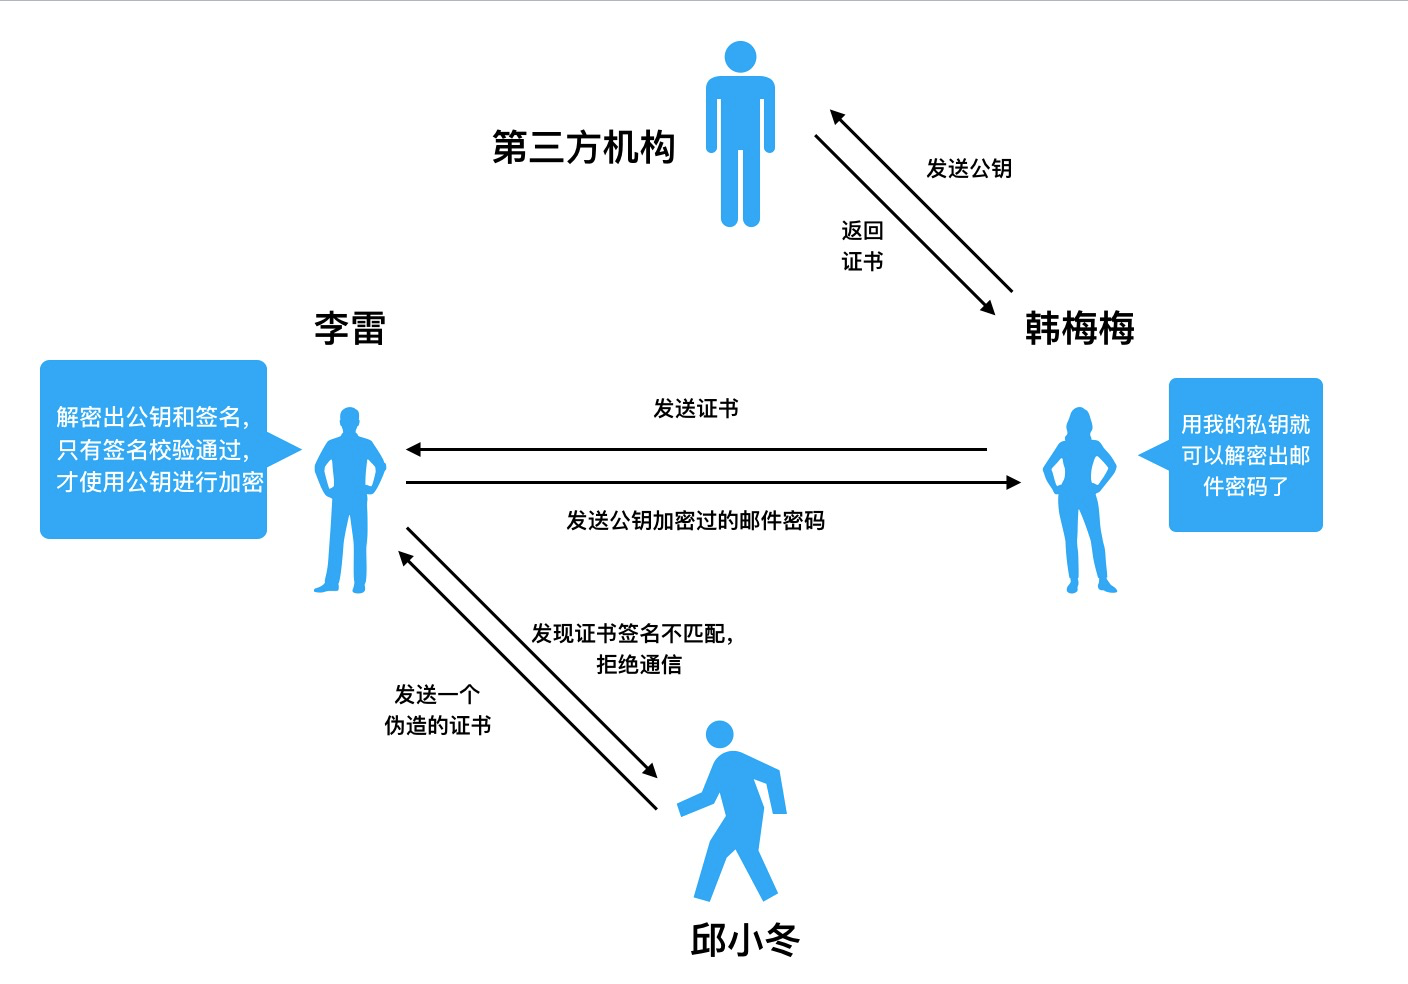 第三方机构
发送公钥
返回
证书
李雷
韩梅梅
解密出公钥和签名，
只有签名校验通过，
才使用公钥进行加密
发送证书
用我的私钥就
可以解密出邮
件密码了
发送公钥加密过的邮件密码
发现证书签名不匹配，
拒绝通信
发送一个
伪造的证书
邱小冬